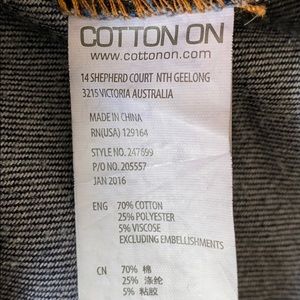 COTTON ON
www.cottonon.com
14 SHEPHERD COURT NTH GEELONG
3215 VICTORIA AUSTRALIA
MADE IN CHINA
RN(USA) 129164
STYLE NO. 247699
P/O NO. 205557
JAN 2016
ENG 70% COTTON
25% POLYESTER
5% VISCOSE
EXCLUDING EMBELLISHMENTS
CN 70% 棉
25% 涤纶
5% 粘胶